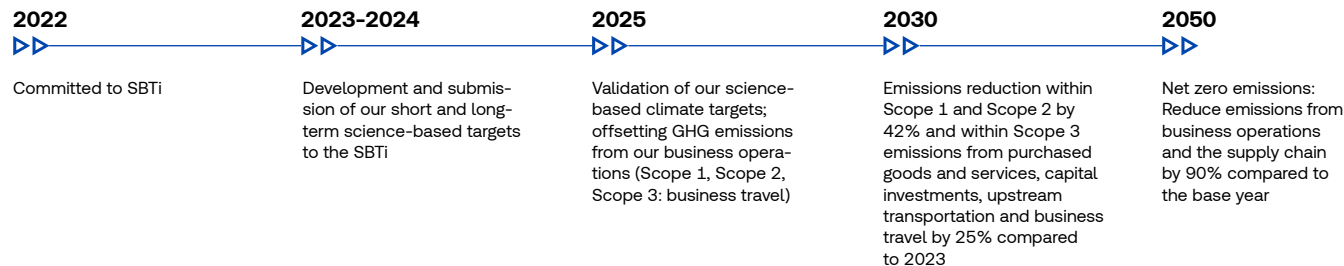 2022
Committed to SBTi
2023-2024
Development and submis-
sion of our short and long-
term science-based targets
to the SBTi
2025
Validation of our science-
based climate targets;
offsetting GHG emissions
from our business opera-
tions (Scope 1, Scope 2,
Scope 3: business travel)
2030
Emissions reduction within
Scope 1 and Scope 2 by
42% and within Scope 3
emissions from purchased
goods and services, capital
investments, upstream
transportation and business
travel by 25% compared
to 2023
2050
Net zero emissions:
Reduce emissions from
business operations
and the supply chain
by 90% compared to
the base year